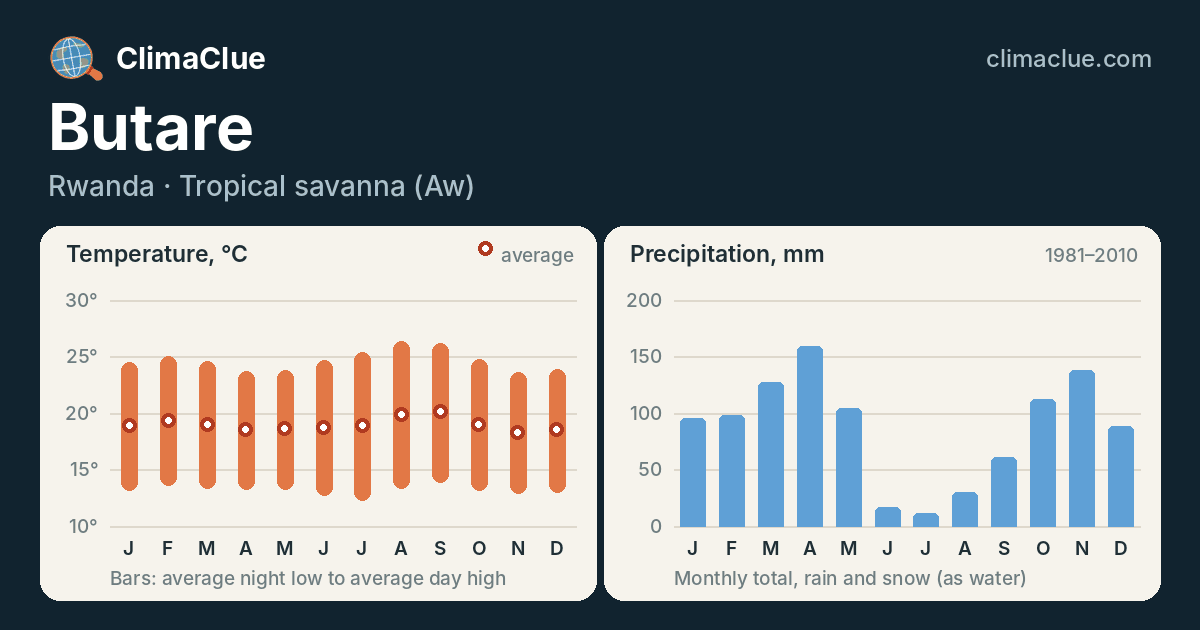 ClimaClue
climaclue.com
Butare
Rwanda · Tropical savanna (Aw)
Temperature, °C
average
30°
25°
20°
15°
10°
J F M A M J J A S O N D
Bars: average night low to average day high
Precipitation, mm
1981–2010
200
150
100
50
0
J F M A M J J A S O N D
Monthly total, rain and snow (as water)